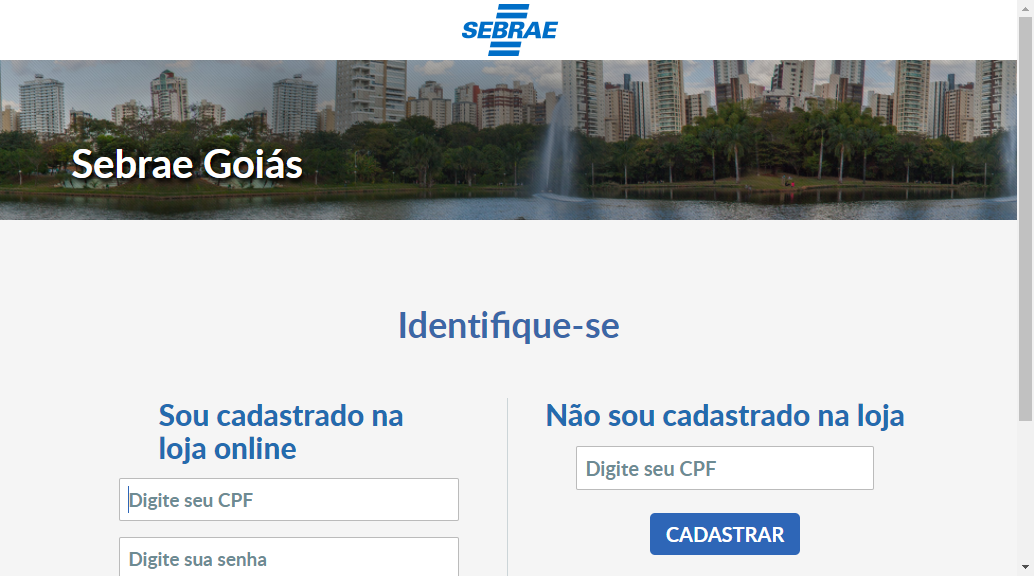 SEBRAE
Sebrae Goiás
Identifique-se
Sou cadastrado na
loja online
Digite seu CPF
Digite sua senha
Não sou cadastrado na loja
Digite seu CPF
CADASTRAR